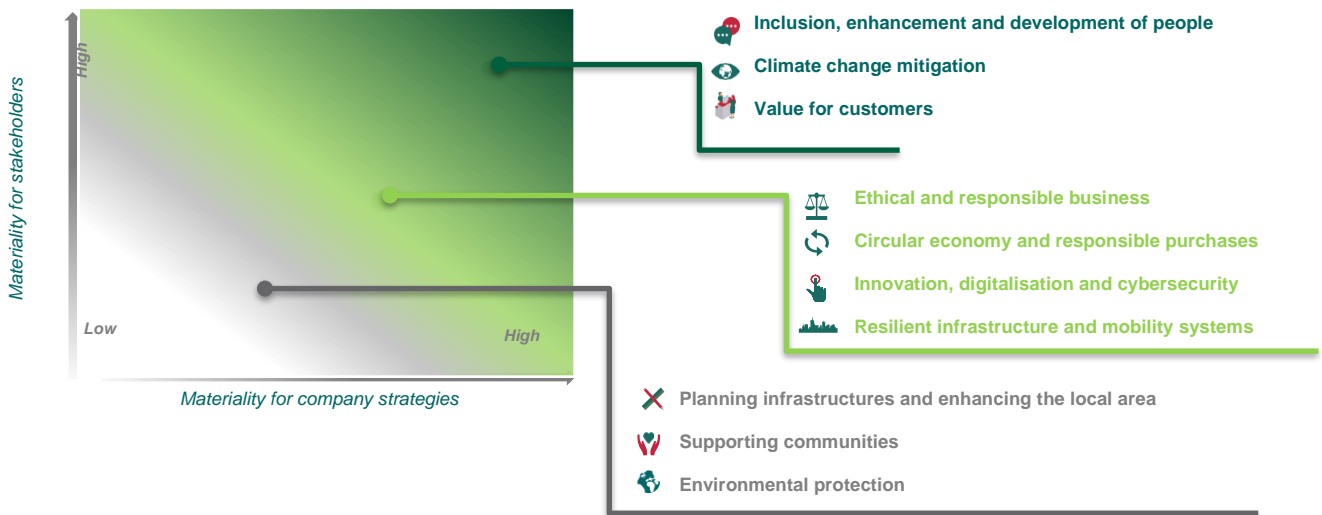 Inclusion, enhancement and development of people
Climate change mitigation
Value for customers
High
Materiality for stakeholders
Ethical and responsible business
Circular economy and responsible purchases
Innovation, digitalisation and cybersecurity
Resilient infrastructure and mobility systems
Low
High
Materiality for company strategies
Planning infrastructures and enhancing the local area
Supporting communities
Environmental protection